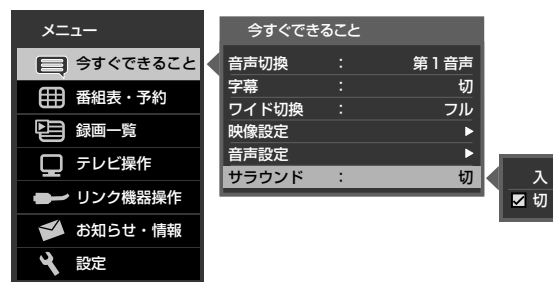 メニュー
今すぐできること
番組表・予約
録画一覧
テレビ操作
リンク機器操作
お知らせ・情報
設定
今すぐできること
音声切換 : 第1音声
字幕 : 切
ワイド切換 : フル
映像設定
音声設定
サラウンド : 切
入
切